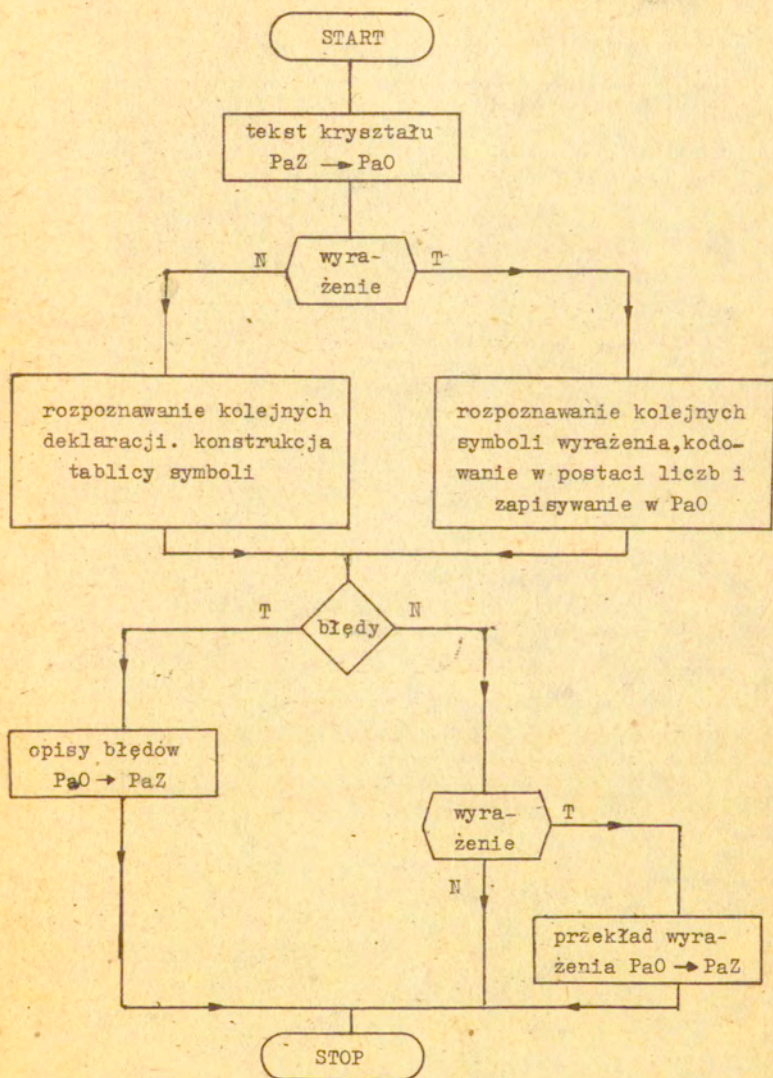 START
tekst kryształu
PaZ → PaO
N
wyra-
żenie
T
rozpoznawanie kolejnych
deklaracji. konstrukcja
tablicy symboli
rozpoznawanie kolejnych
symboli wyrażenia,kodo-
wanie w postaci liczb i
zapisywanie w PaO
T
błędy
N
opisy błędów
PaO → PaZ
wyra-
żenie
T
N
przekład wyra-
żenia PaO → PaZ
STOP